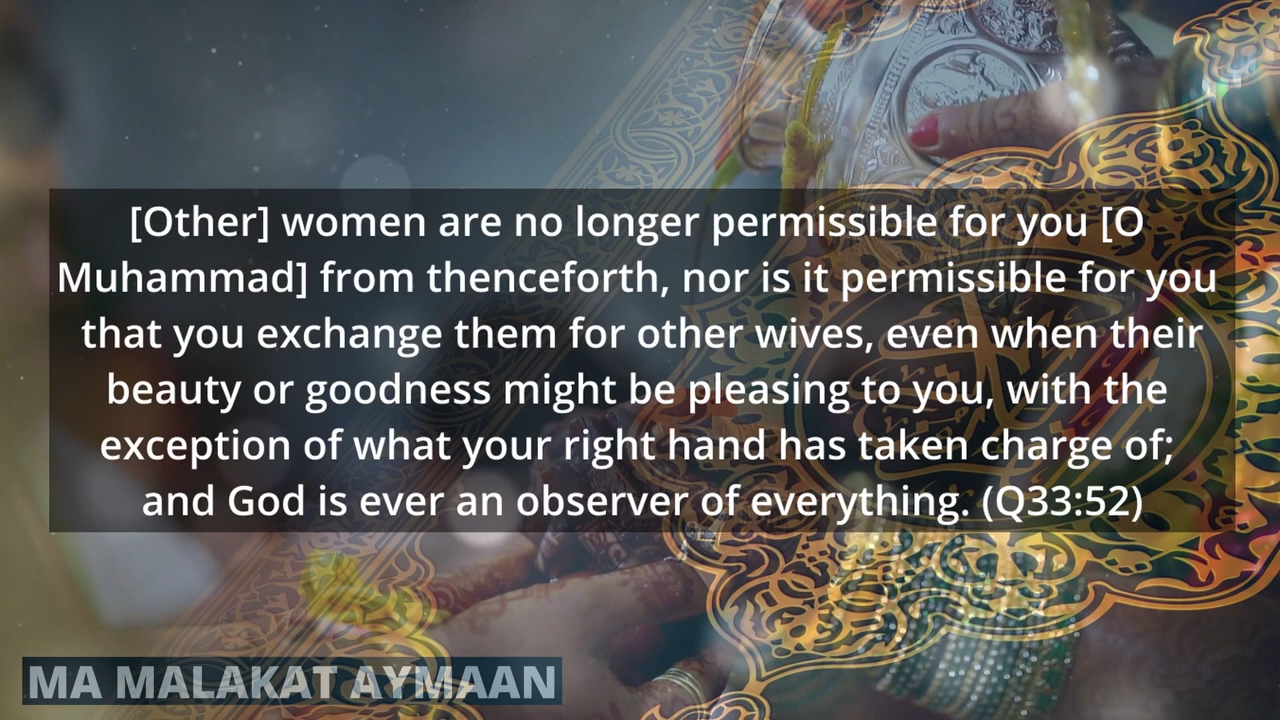 [Other] women are no longer permissible for you [O
Muhammad] from thenceforth, nor is it permissible for you
that you exchange them for other wives, even when their
beauty or goodness might be pleasing to you, with the
exception of what your right hand has taken charge of;
and God is ever an observer of everything. (Q33:52)
MA MALAKAT AYMAAN